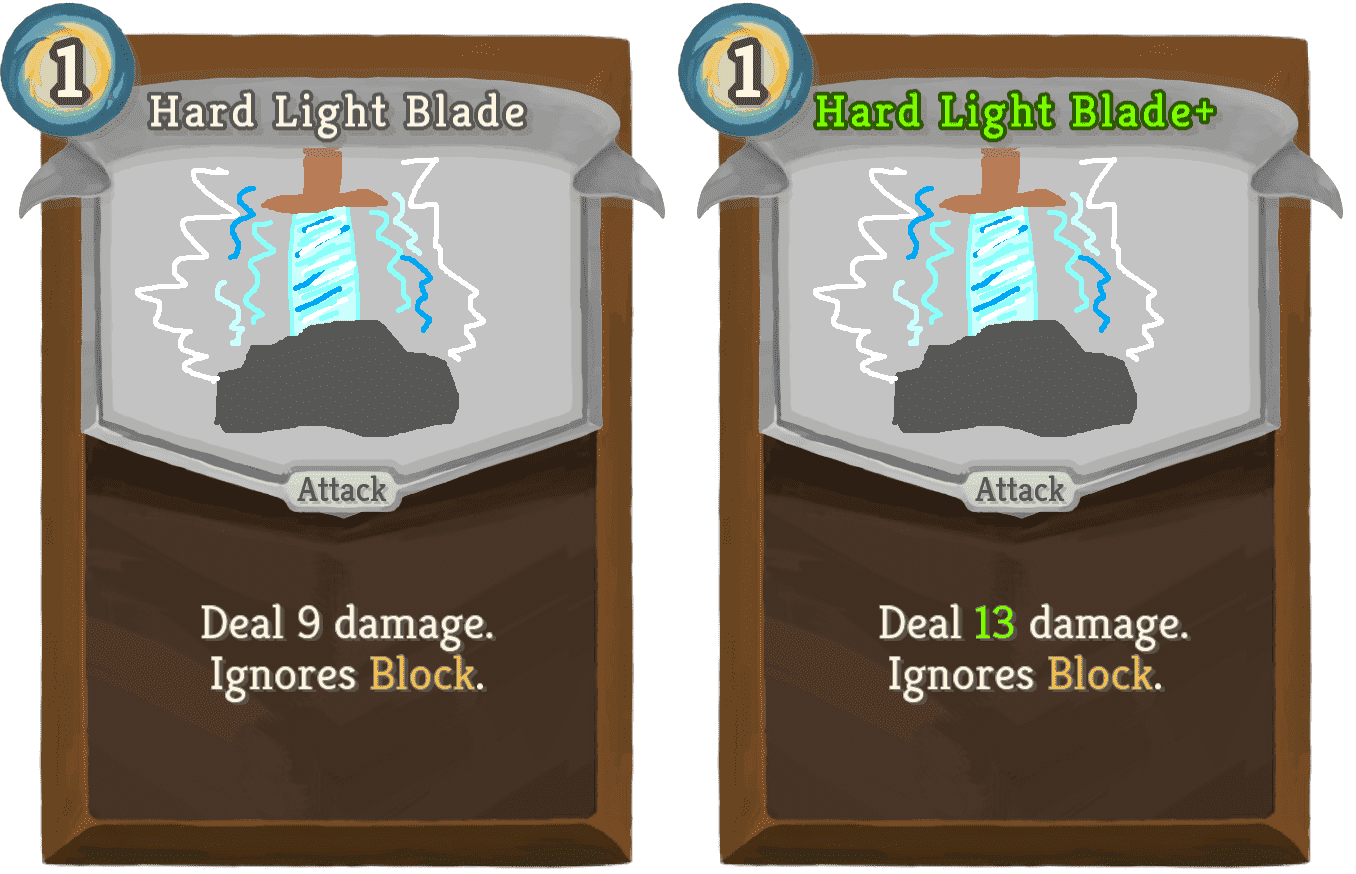 1
Hard Light Blade
Attack
Deal 9 damage.
Ignores Block.
1
Hard Light Blade+
Attack
Deal 13 damage.
Ignores Block.